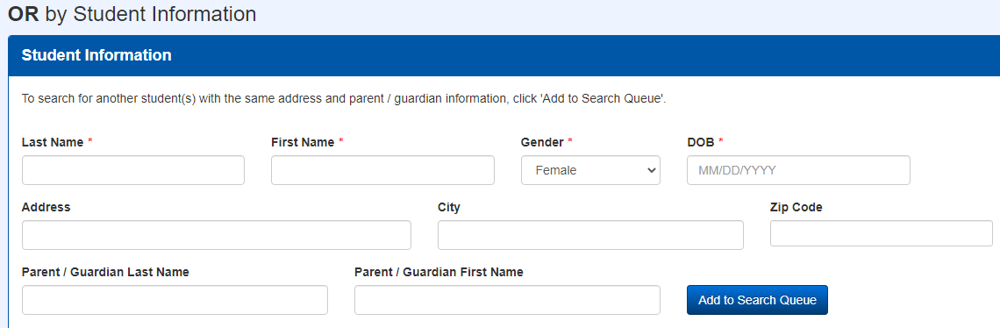 OR by Student Information
Student Information
To search for another student(s) with the same address and parent / guardian information, click 'Add to Search Queue'.
Last Name * First Name * Gender * DOB *
Female MM/DD/YYYY
Address City Zip Code
Parent / Guardian Last Name Parent / Guardian First Name
Add to Search Queue